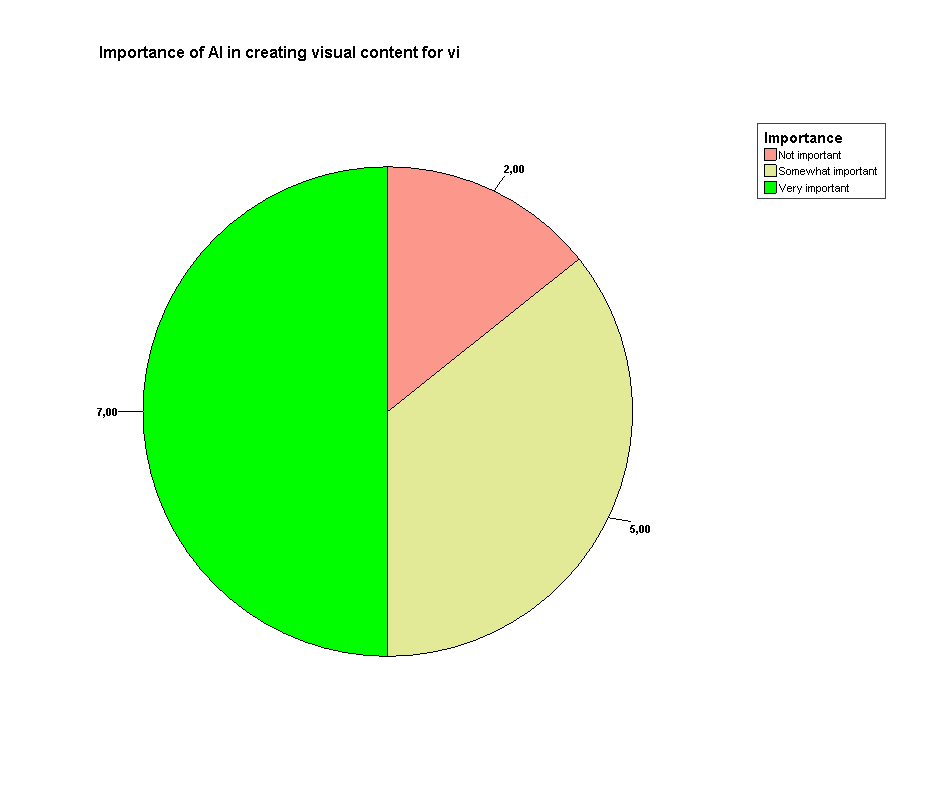 Importance of AI in creating visual content for vi
Importance
Not important
Somewhat important
Very important
2,00
7,00
5,00